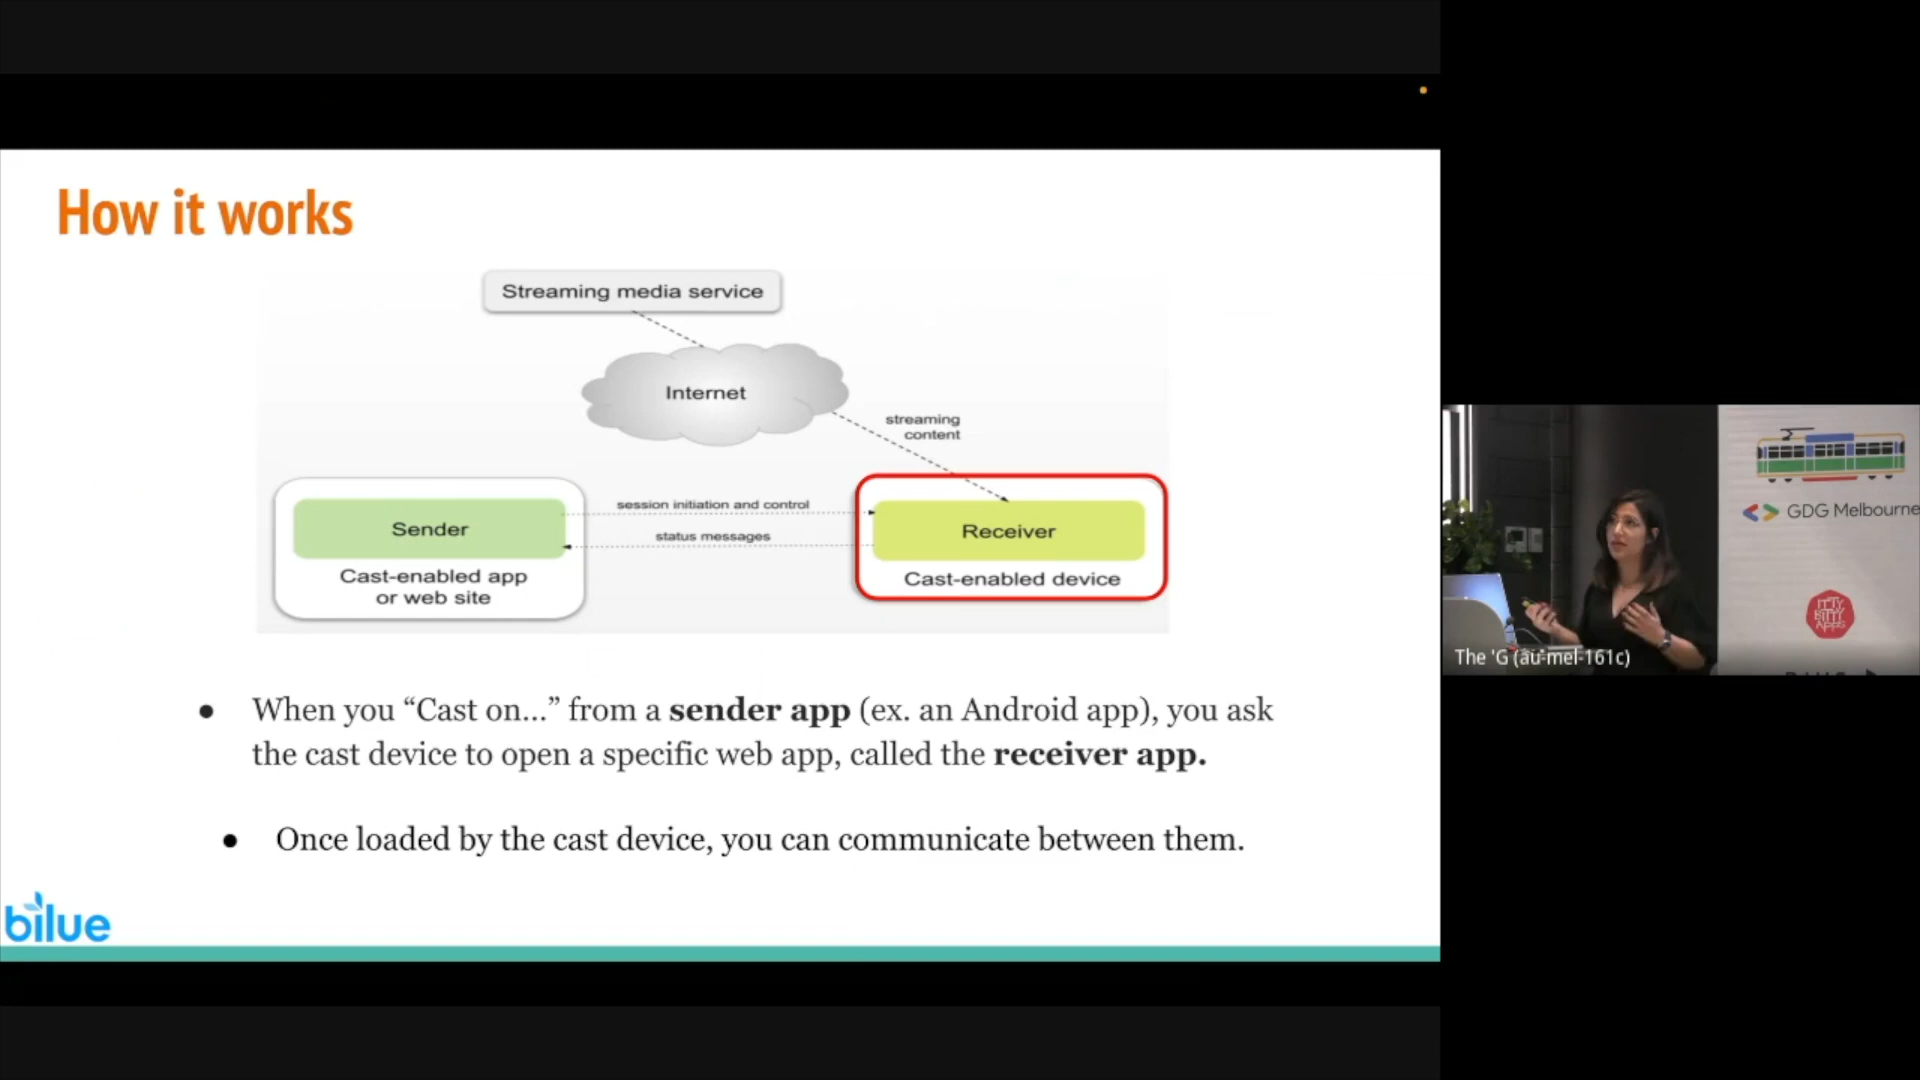 How it works
Streaming media service
Internet
streaming
content
Sender
session initiation and control
status messages
Receiver
Cast-enabled app
or web site
Cast-enabled device
● When you “Cast on...” from a sender app (ex. an Android app), you ask
the cast device to open a specific web app, called the receiver app.
● Once loaded by the cast device, you can communicate between them.
bilue
GDG Melbourne
ITTY
BITTY
APPS
The 'G (au-mel-161c)